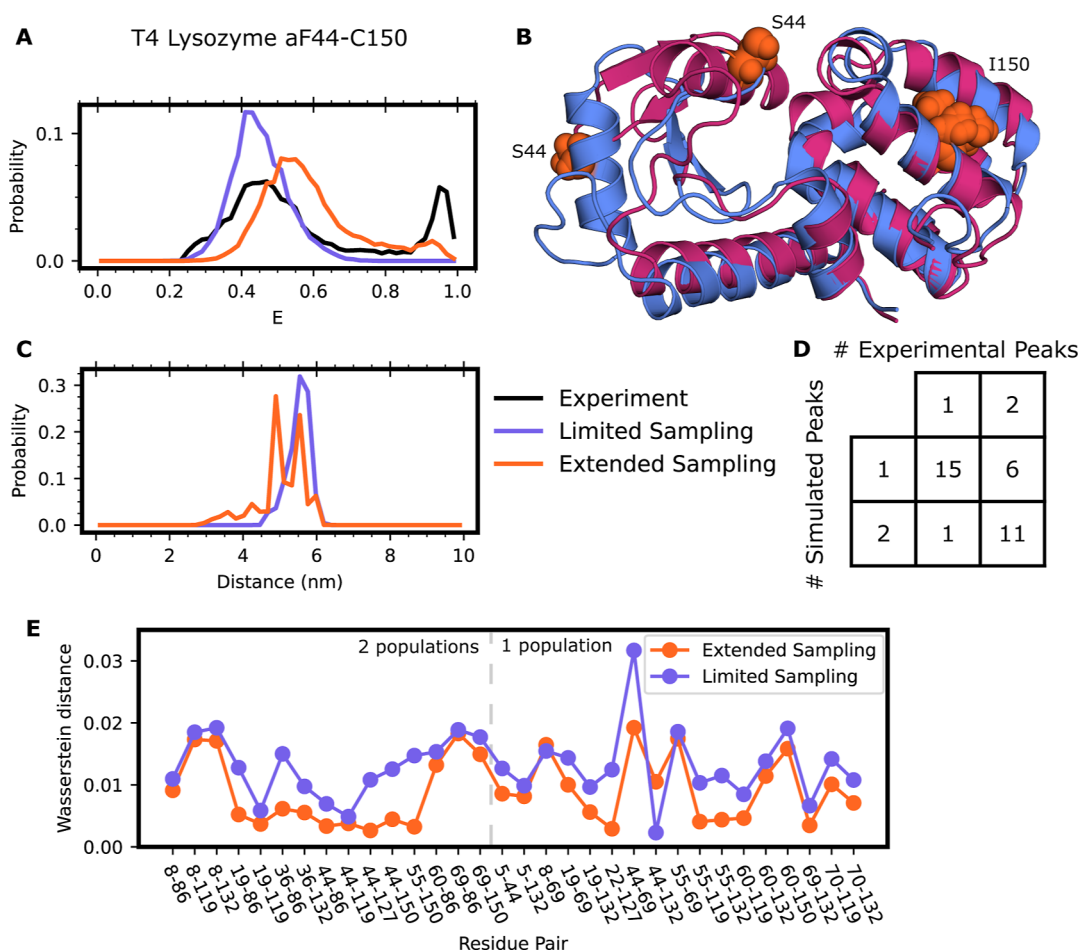 A
T4 Lysozyme aF44-C150
Probability
0.1
0.0
0.0 0.2 0.4 0.6 0.8 1.0
E
B
S44
S44
I150
C
Probability
0.3
0.2
0.1
0.0
0 2 4 6 8 10
Distance (nm)
Experiment
Limited Sampling
Extended Sampling
D # Experimental Peaks
# Simulated Peaks
1 2
1 15 6
2 1 11
E
2 populations 1 population
Extended Sampling
Limited Sampling
Wasserstein distance
0.03
0.02
0.01
0.00
8-86 8-119 8-132 19-86 19-119 36-86 36-132 44-86 44-119 44-127 44-150 55-150 60-86 69-86 69-150 5-44 5-132 8-69 19-69 19-132 22-127 44-69 44-132 55-69 55-119 55-132 60-119 60-132 60-150 69-132 70-119 70-132
Residue Pair